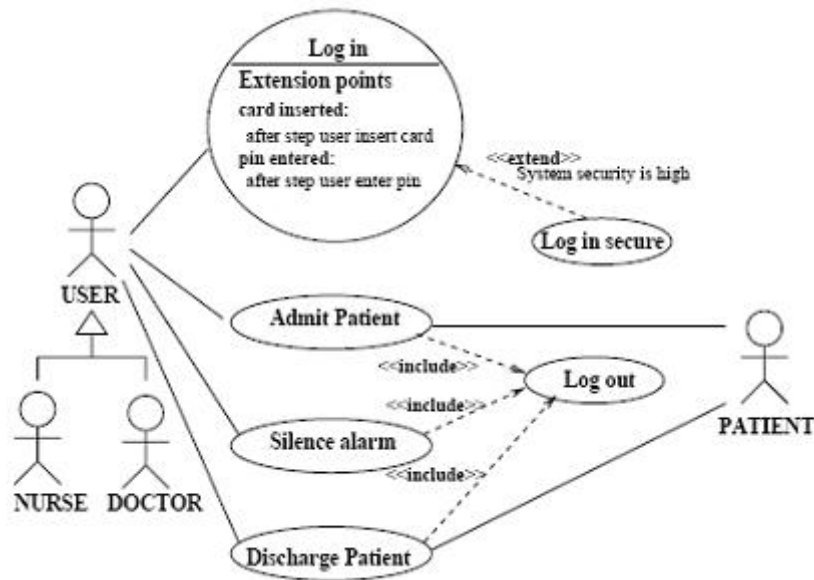 Log in
Extension points
card inserted:
after step user insert card
pin entered:
after step user enter pin
<<extend>>
System security is high
Log in secure
USER
Admit Patient
<<include>>
Log out
<<include>>
Silence alarm
PATIENT
<<include>>
NURSE
DOCTOR
Discharge Patient